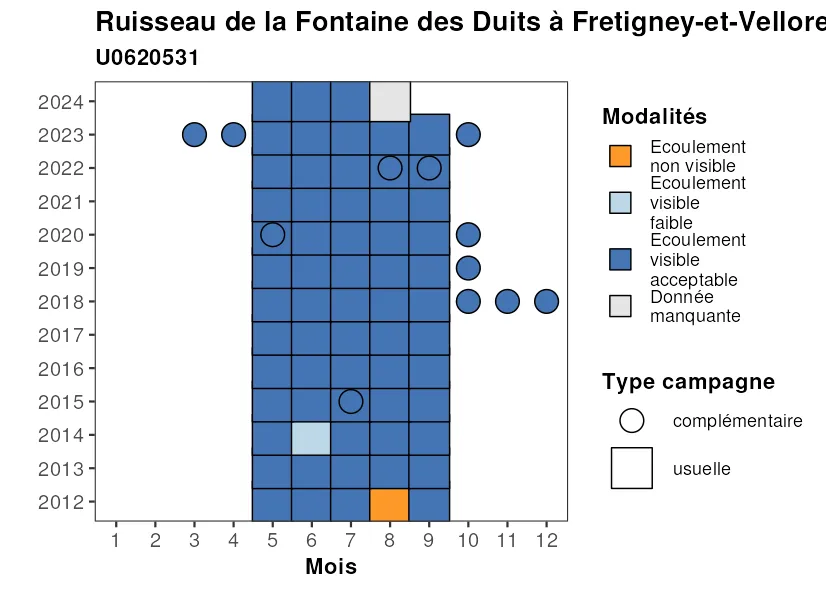 Ruisseau de la Fontaine des Duits à Fretigney-et-Vellore
U0620531
2024
2023
2022
2021
2020
2019
2018
2017
2016
2015
2014
2013
2012
1 2 3 4 5 6 7 8 9 10 11 12
Mois
Modalités
Ecoulement
non visible
Ecoulement
visible
faible
Ecoulement
visible
acceptable
Donnée
manquante
Type campagne
complémentaire
usuelle